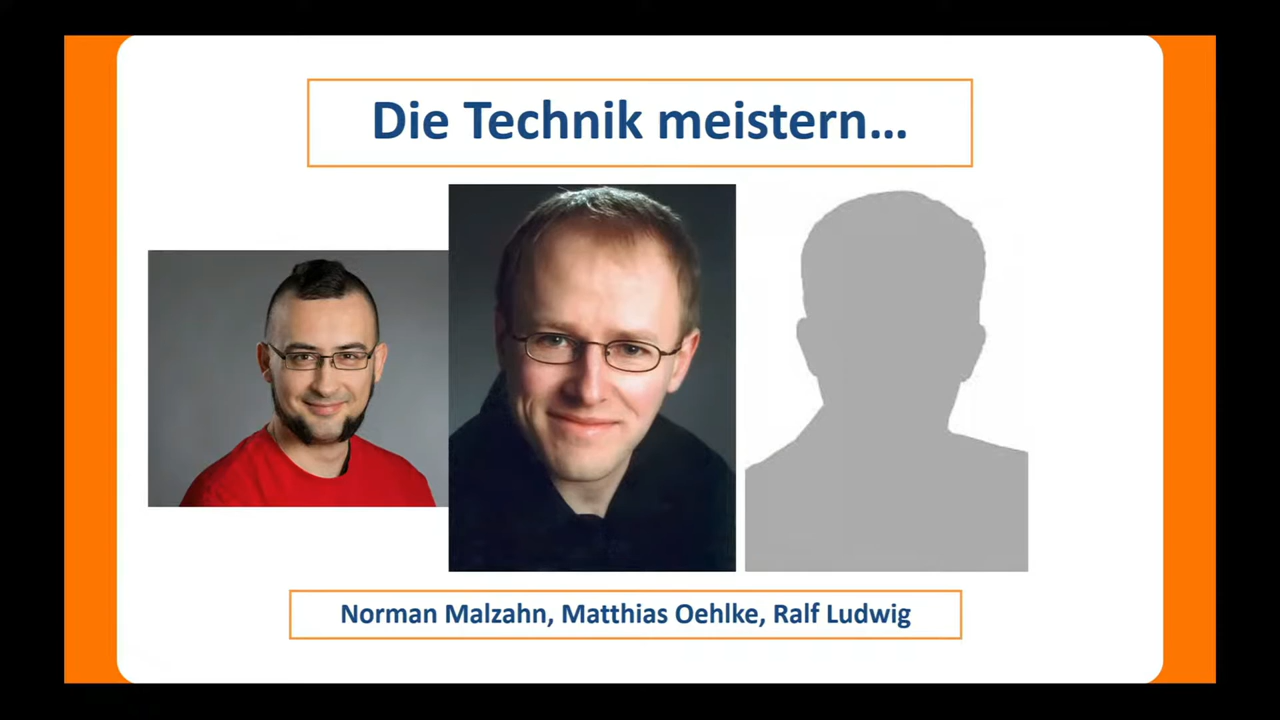 Die Technik meistern...
Norman Malzahn, Matthias Oehlke, Ralf Ludwig